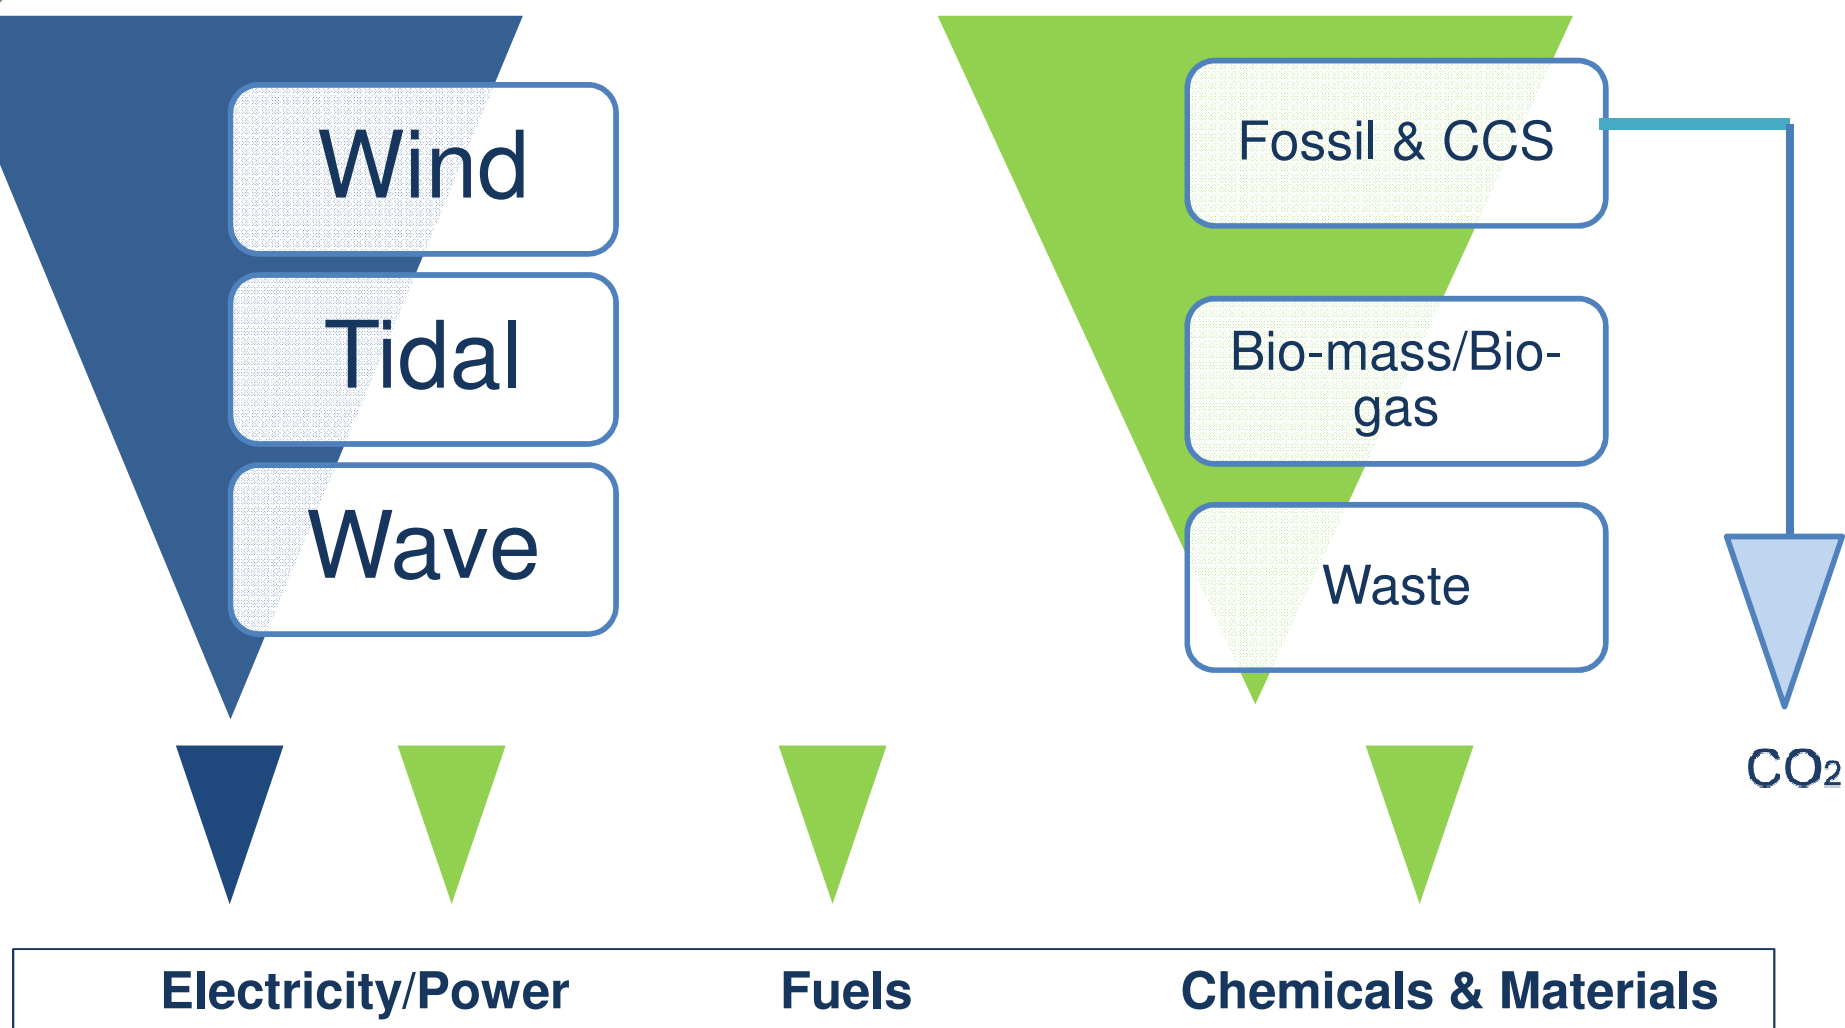 Wind
Tidal
Wave
Fossil & CCS
Bio-mass/Bio-
gas
Waste
CO₂
Electricity/Power
Fuels
Chemicals & Materials